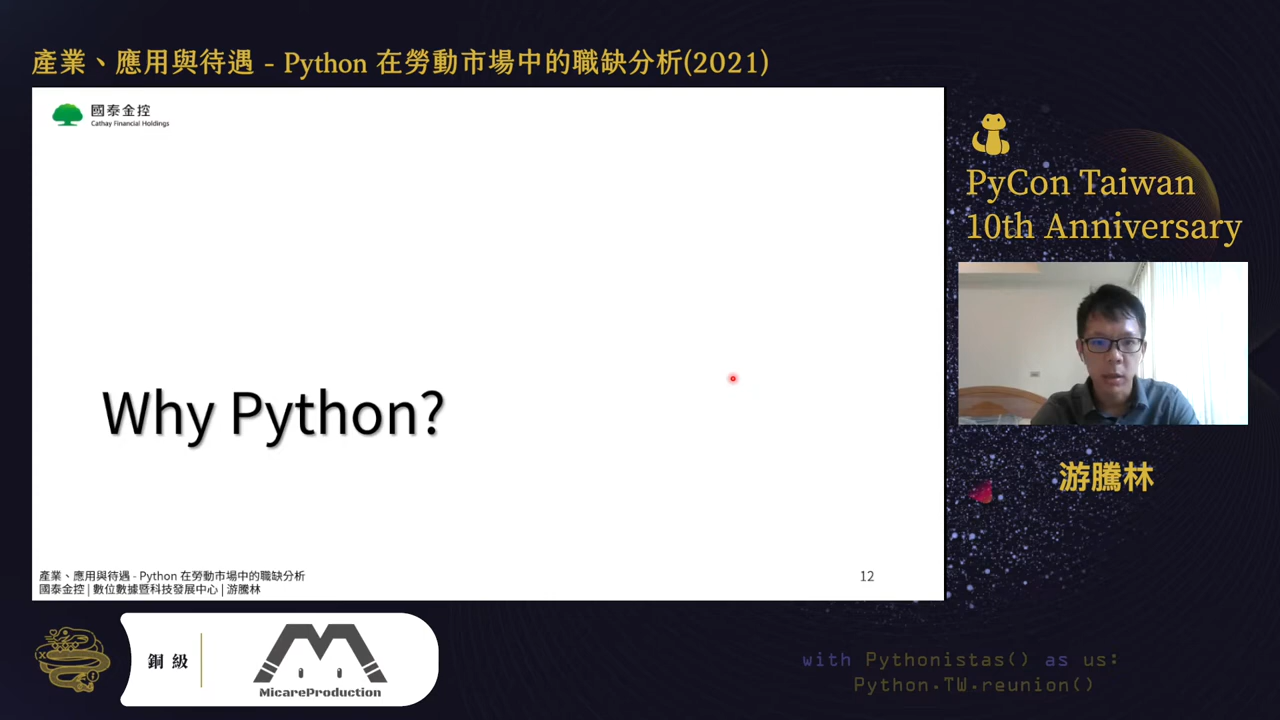 產業、應用與待遇 - Python 在勞動市場中的職缺分析(2021)
國泰金控
Cathay Financial Holdings
Why Python?
產業、應用與待遇 - Python 在勞動市場中的職缺分析
國泰金控 | 數位數據暨科技發展中心 | 游騰林
12
PyCon Taiwan
10th Anniversary
游騰林
銅級
MicareProduction
with Pythonistas() as us:
Python.TW.reunion()